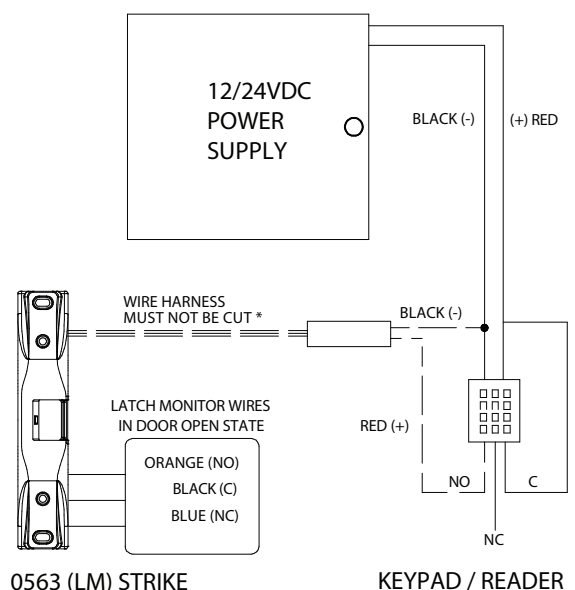 12/24VDC
POWER
SUPPLY
BLACK (-)
(+) RED
WIRE HARNESS
MUST NOT BE CUT *
BLACK (-)
LATCH MONITOR WIRES
IN DOOR OPEN STATE
RED (+)
ORANGE (NO)
BLACK (C)
BLUE (NC)
NO
C
NC
0563 (LM) STRIKE
KEYPAD / READER